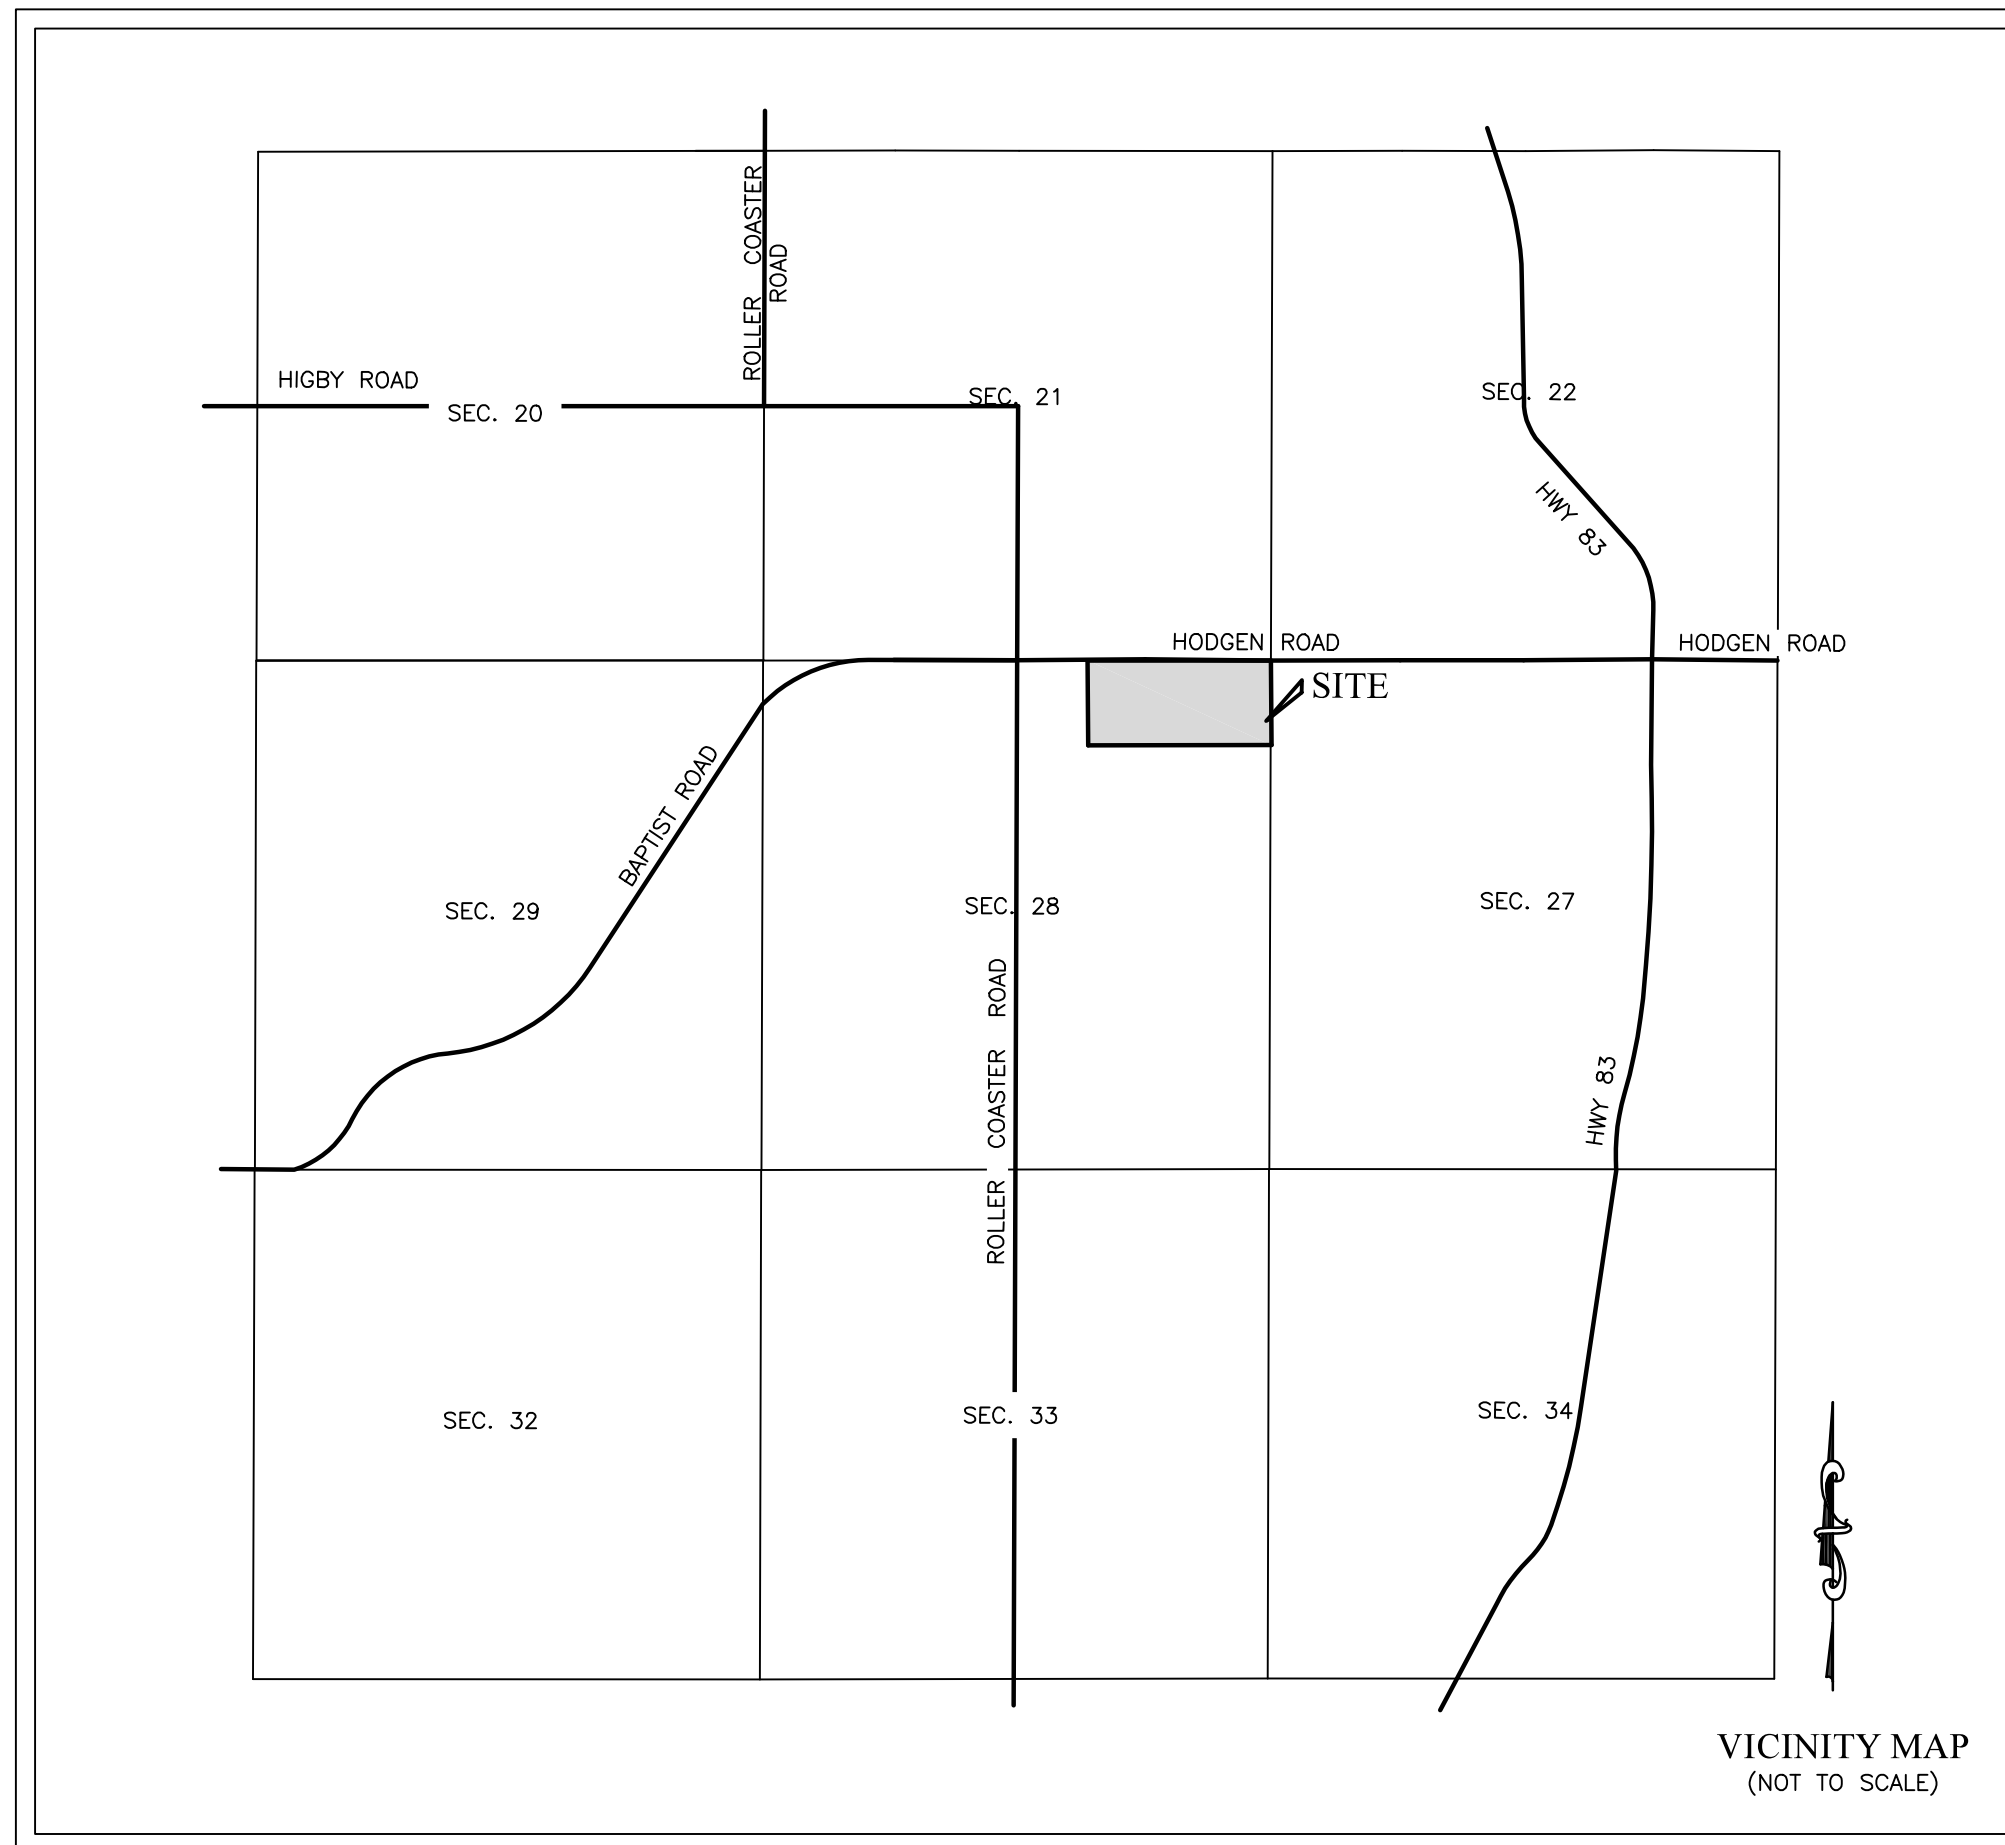 ROLLER COASTER
ROAD
HIGBY ROAD
SEC. 20
SEC. 21
SEC. 22
HWY 83
HODGEN ROAD
HODGEN ROAD
SITE
BAPTIST ROAD
SEC. 29
SEC. 28
SEC. 27
ROLLER COASTER ROAD
HWY 83
SEC. 32
SEC. 33
SEC. 34
VICINITY MAP
(NOT TO SCALE)